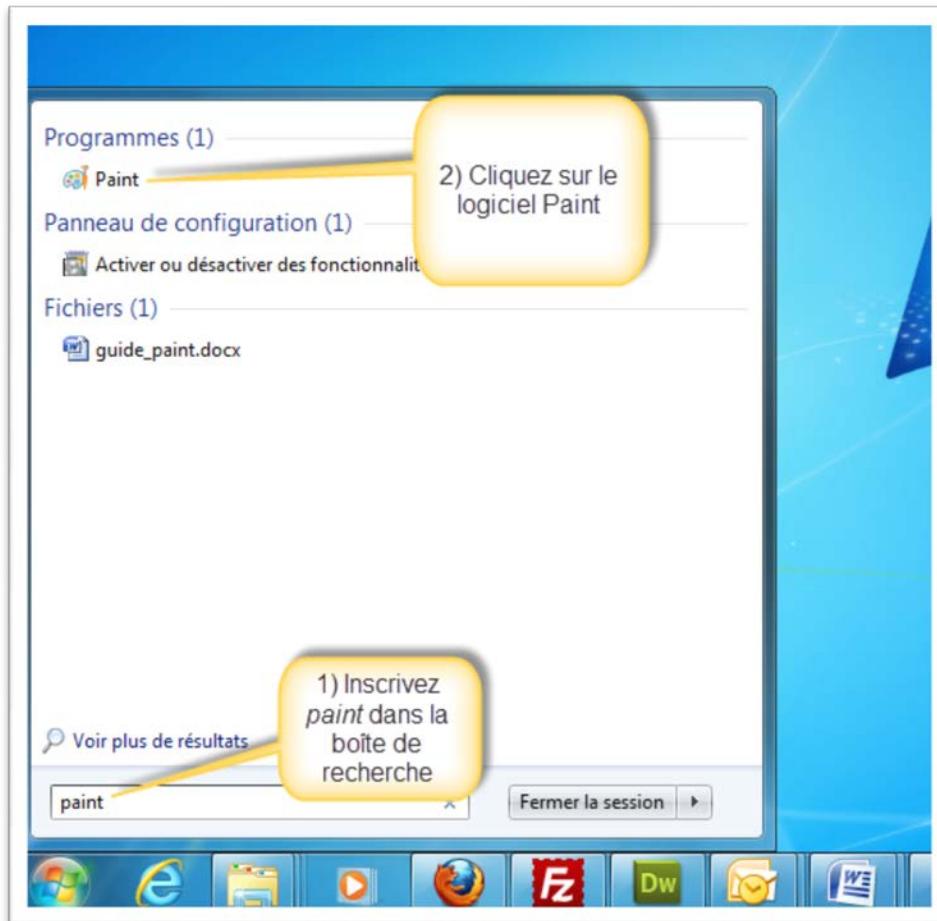 Programmes (1)
Paint
2) Cliquez sur le
logiciel Paint
Panneau de configuration (1)
Activer ou désactiver des fonctionnalit
Fichiers (1)
guide_paint.docx
1) Inscrivez
paint dans la
boîte de
recherche
Voir plus de résultats
paint
Fermer la session
Fz
Dw